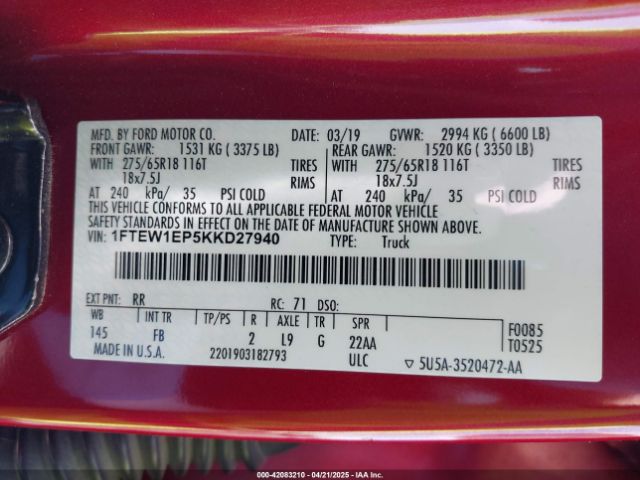 MFD. BY FORD MOTOR CO. DATE: 03/19 GVWR: 2994 KG ( 6600 LB)
FRONT GAWR: 1531 KG ( 3375 LB) REAR GAWR: 1520 KG ( 3350 LB)
WITH 275/65R18 116T TIRES WITH 275/65R18 116T TIRES
18x7.5J RIMS 18x7.5J RIMS
AT 240 kPa/ 35 PSI COLD AT 240 kPa/ 35 PSI COLD
THIS VEHICLE CONFORMS TO ALL APPLICABLE FEDERAL MOTOR VEHICLE
SAFETY STANDARDS IN EFFECT ON THE DATE OF MANUFACTURE SHOWN ABOVE.
VIN: 1FTEW1EP5KKD27940 TYPE: Truck
EXT PNT: RR RC: 71 DSO:
WB INT TR TP/PS R AXLE TR SPR F0085
145 FB 2 L9 G 22AA T0525
MADE IN U.S.A. 2201903182793 ULC ▽ 5U5A-3520472-AA
000-42083210 - 04/21/2025 - IAAI.com